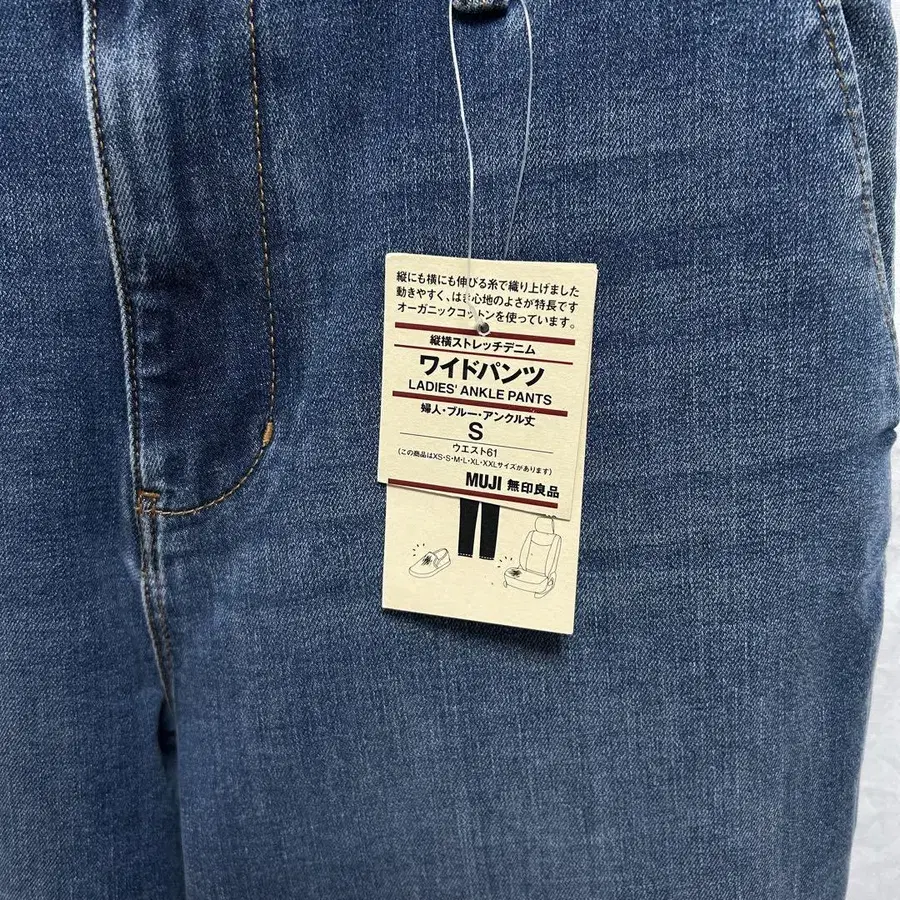 縦にも横にも伸びる糸で織り上げました
動きやすく、はき心地のよさが特長です
オーガニックコットンを使っています。
縦横ストレッチデニム
ワイドパンツ
LADIES' ANKLE PANTS
婦人・ブルー・アンクル丈
S
ウエスト61
(この商品はXS・S・M・L・XL・XXLサイズがあります)
MUJI 無印良品